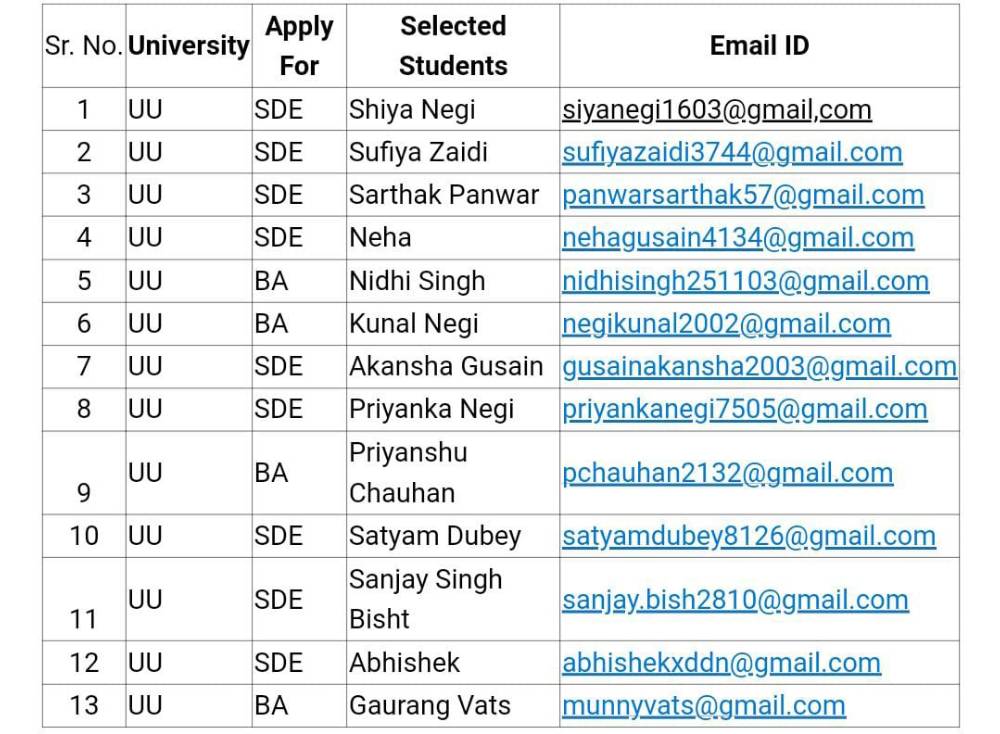 Sr. No. University Apply For Selected Students Email ID
1 UU SDE Shiya Negi siyanegi1603@gmail,com
2 UU SDE Sufiya Zaidi sufiyazaidi3744@gmail.com
3 UU SDE Sarthak Panwar panwarsarthak57@gmail.com
4 UU SDE Neha nehagusain4134@gmail.com
5 UU BA Nidhi Singh nidhisingh251103@gmail.com
6 UU BA Kunal Negi negikunal2002@gmail.com
7 UU SDE Akansha Gusain gusainakansha2003@gmail.com
8 UU SDE Priyanka Negi priyankanegi7505@gmail.com
9 UU BA Priyanshu Chauhan pchauhan2132@gmail.com
10 UU SDE Satyam Dubey satyamdubey8126@gmail.com
11 UU SDE Sanjay Singh Bisht sanjay.bish2810@gmail.com
12 UU SDE Abhishek abhishekxddn@gmail.com
13 UU BA Gaurang Vats munnyvats@gmail.com